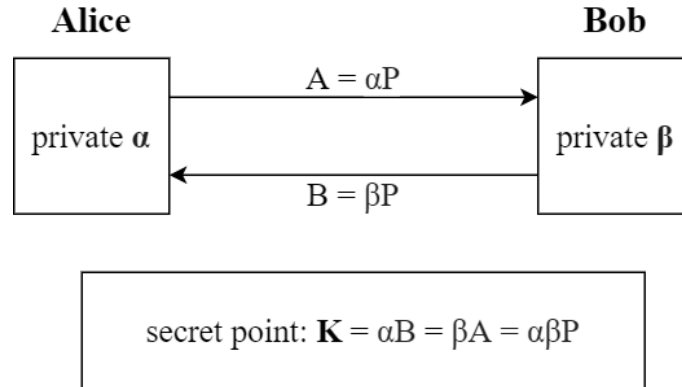 Alice
Bob
A = αP
private α
private β
B = βP
secret point: K = αB = βA = αβP